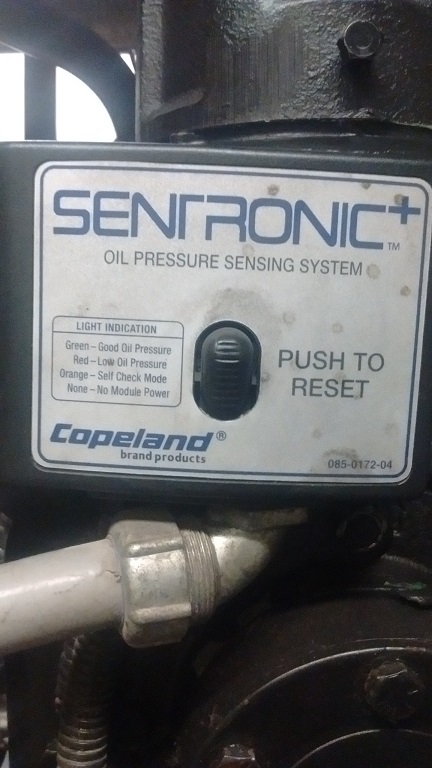 SENTRONIC+™
OIL PRESSURE SENSING SYSTEM
LIGHT INDICATION
Green – Good Oil Pressure
Red – Low Oil Pressure
Orange – Self Check Mode
None – No Module Power
PUSH TO
RESET
Copeland®
brand products
085-0172-04